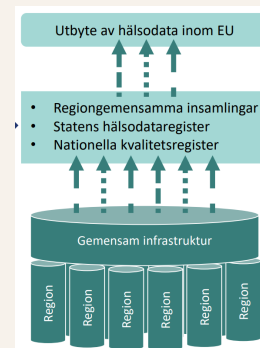 Utbyte av hälsodata inom EU
• Regiongemensamma insamlingar
• Statens hälsodataregister
• Nationella kvalitetsregister
Gemensam infrastruktur
Region
Region
Region
Region
Region
Region